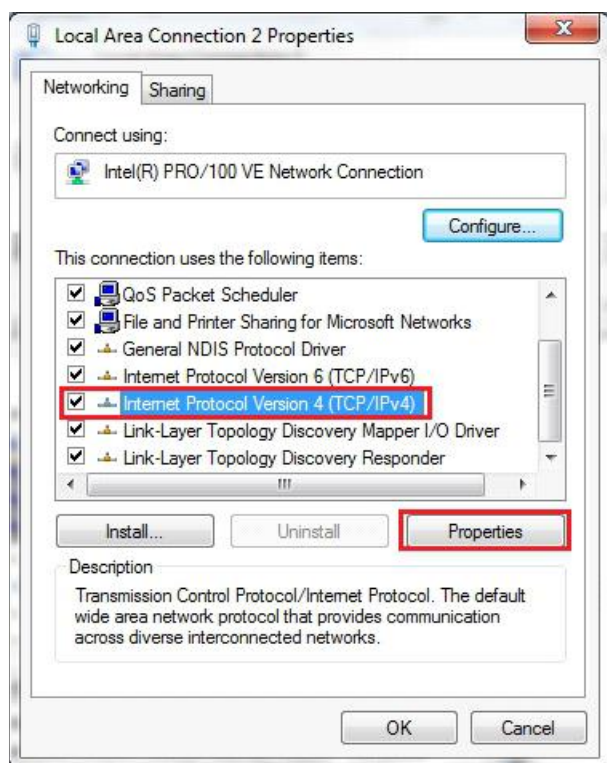 Local Area Connection 2 Properties
Networking
Sharing
Connect using:
Intel(R) PRO/100 VE Network Connection
Configure...
This connection uses the following items:
QoS Packet Scheduler
File and Printer Sharing for Microsoft Networks
General NDIS Protocol Driver
Internet Protocol Version 6 (TCP/IPv6)
Internet Protocol Version 4 (TCP/IPv4)
Link-Layer Topology Discovery Mapper I/O Driver
Link-Layer Topology Discovery Responder
Install...
Uninstall
Properties
Description
Transmission Control Protocol/Internet Protocol. The default
wide area network protocol that provides communication
across diverse interconnected networks.
OK
Cancel